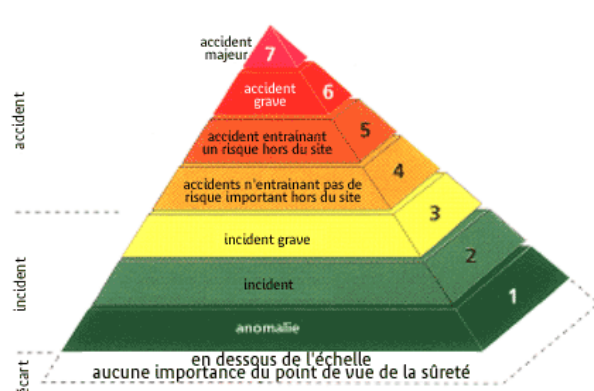 accident
majeur
7
accident
grave
6
accident entrainant
un risque hors du site
5
accidents n'entrainant pas de
risque important hors du site
4
incident grave
3
incident
2
anomalie
1
en dessous de l'échelle
aucune importance du point de vue de la sûreté
accident
incident
écart